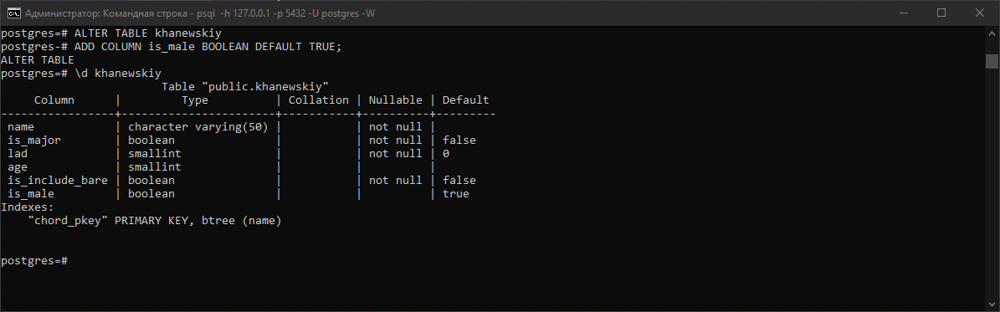 Администратор: Командная строка - psql  -h 127.0.0.1 -p 5432 -U postgres -W
postgres=# ALTER TABLE khanewskiy
postgres-# ADD COLUMN is_male BOOLEAN DEFAULT TRUE;
ALTER TABLE
postgres=# \d khanewskiy
                        Table "public.khanewskiy"
     Column      |         Type          | Collation | Nullable | Default
-----------------+-----------------------+-----------+----------+---------
 name            | character varying(50) |           | not null |
 is_major        | boolean               |           | not null | false
 lad             | smallint              |           | not null | 0
 age             | smallint              |           |          |
 is_include_bare | boolean               |           | not null | false
 is_male         | boolean               |           |          | true
Indexes:
    "chord_pkey" PRIMARY KEY, btree (name)
postgres=#